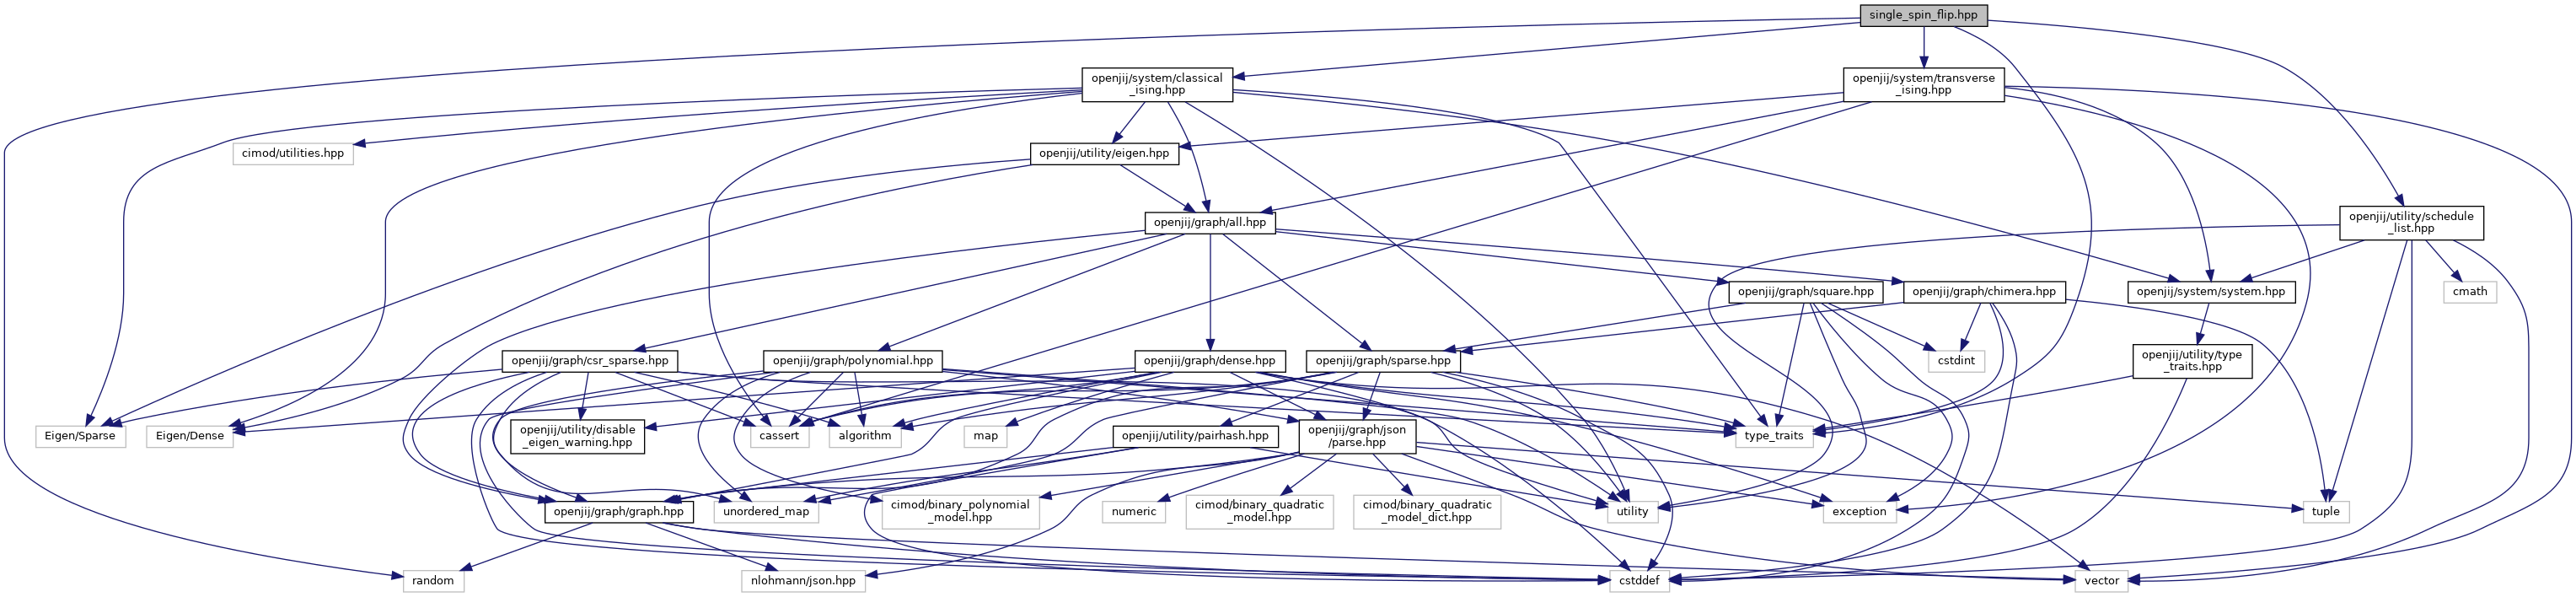 single_spin_flip.hpp
openjij/system/classical
_ising.hpp
openjij/system/transverse
_ising.hpp
cimod/utilities.hpp
openjij/utility/eigen.hpp
openjij/graph/all.hpp
openjij/utility/schedule
_list.hpp
openjij/graph/square.hpp
openjij/graph/chimera.hpp
openjij/system/system.hpp
cmath
openjij/graph/csr_sparse.hpp
openjij/graph/polynomial.hpp
openjij/graph/dense.hpp
openjij/graph/sparse.hpp
cstdint
openjij/utility/type
_traits.hpp
Eigen/Sparse
Eigen/Dense
openjij/utility/disable
_eigen_warning.hpp
cassert
algorithm
map
openjij/utility/pairhash.hpp
openjij/graph/json
/parse.hpp
type_traits
openjij/graph/graph.hpp
unordered_map
cimod/binary_polynomial
_model.hpp
numeric
cimod/binary_quadratic
_model.hpp
cimod/binary_quadratic
_model_dict.hpp
utility
exception
tuple
random
nlohmann/json.hpp
cstddef
vector